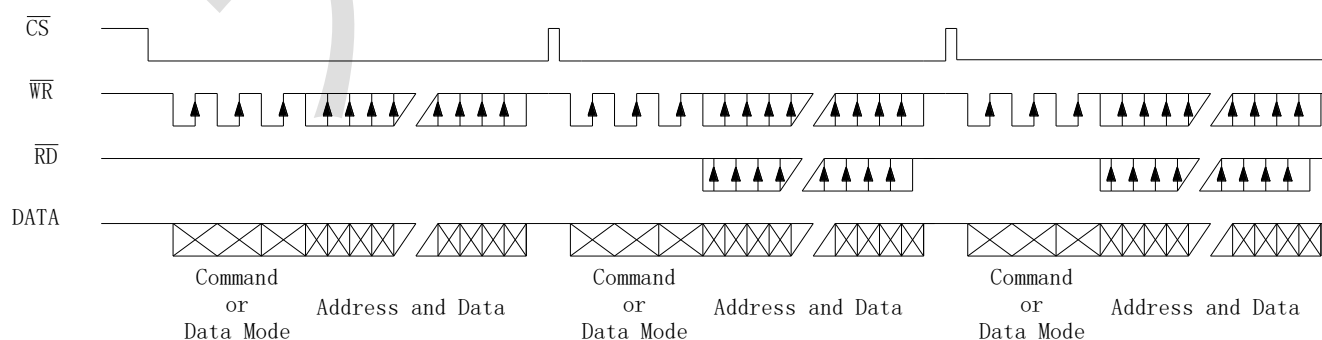 CS
WR
RD
DATA
Command
or
Data Mode
Address and Data
Command
or
Data Mode
Address and Data
Command
or
Data Mode
Address and Data